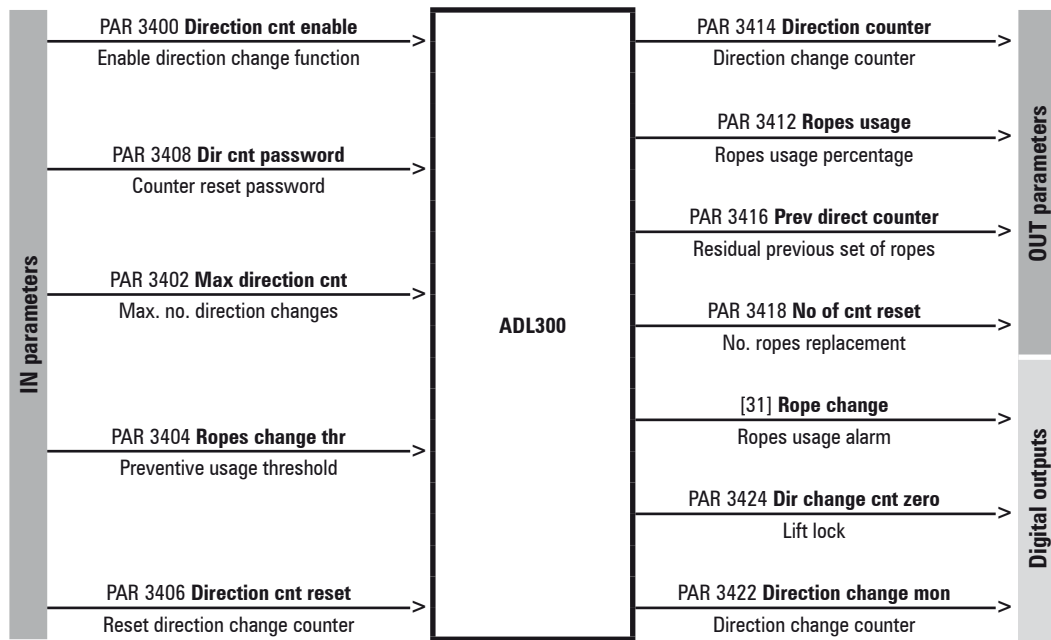 IN parameters
PAR 3400 Direction cnt enable
Enable direction change function
PAR 3408 Dir cnt password
Counter reset password
PAR 3402 Max direction cnt
Max. no. direction changes
PAR 3404 Ropes change thr
Preventive usage threshold
PAR 3406 Direction cnt reset
Reset direction change counter
ADL300
PAR 3414 Direction counter
Direction change counter
PAR 3412 Ropes usage
Ropes usage percentage
PAR 3416 Prev direct counter
Residual previous set of ropes
PAR 3418 No of cnt reset
No. ropes replacement
[31] Rope change
Ropes usage alarm
PAR 3424 Dir change cnt zero
Lift lock
PAR 3422 Direction change mon
Direction change counter
OUT parameters
Digital outputs